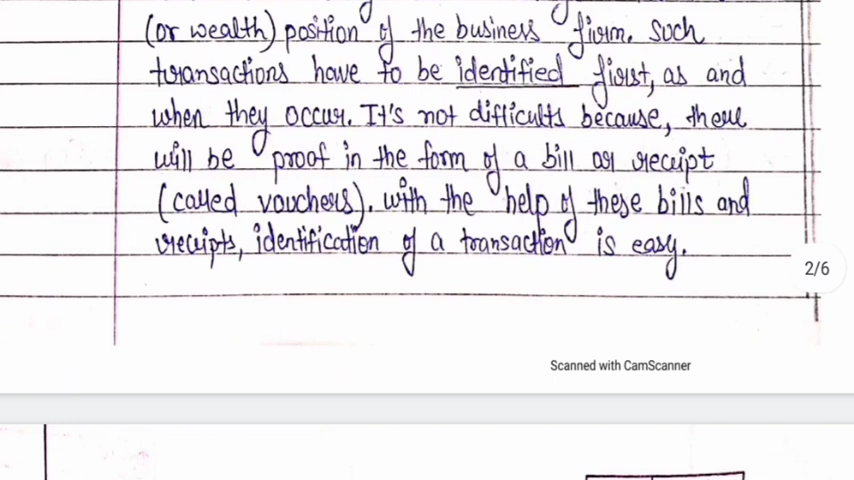 (or wealth) position of the business firm. Such
transactions have to be identified first, as and
when they occur. It's not difficults because, there
will be proof in the form of a bill or receipt
(called vouchers). with the help of these bills and
receipts, identification of a transaction is easy.
2/6
Scanned with CamScanner